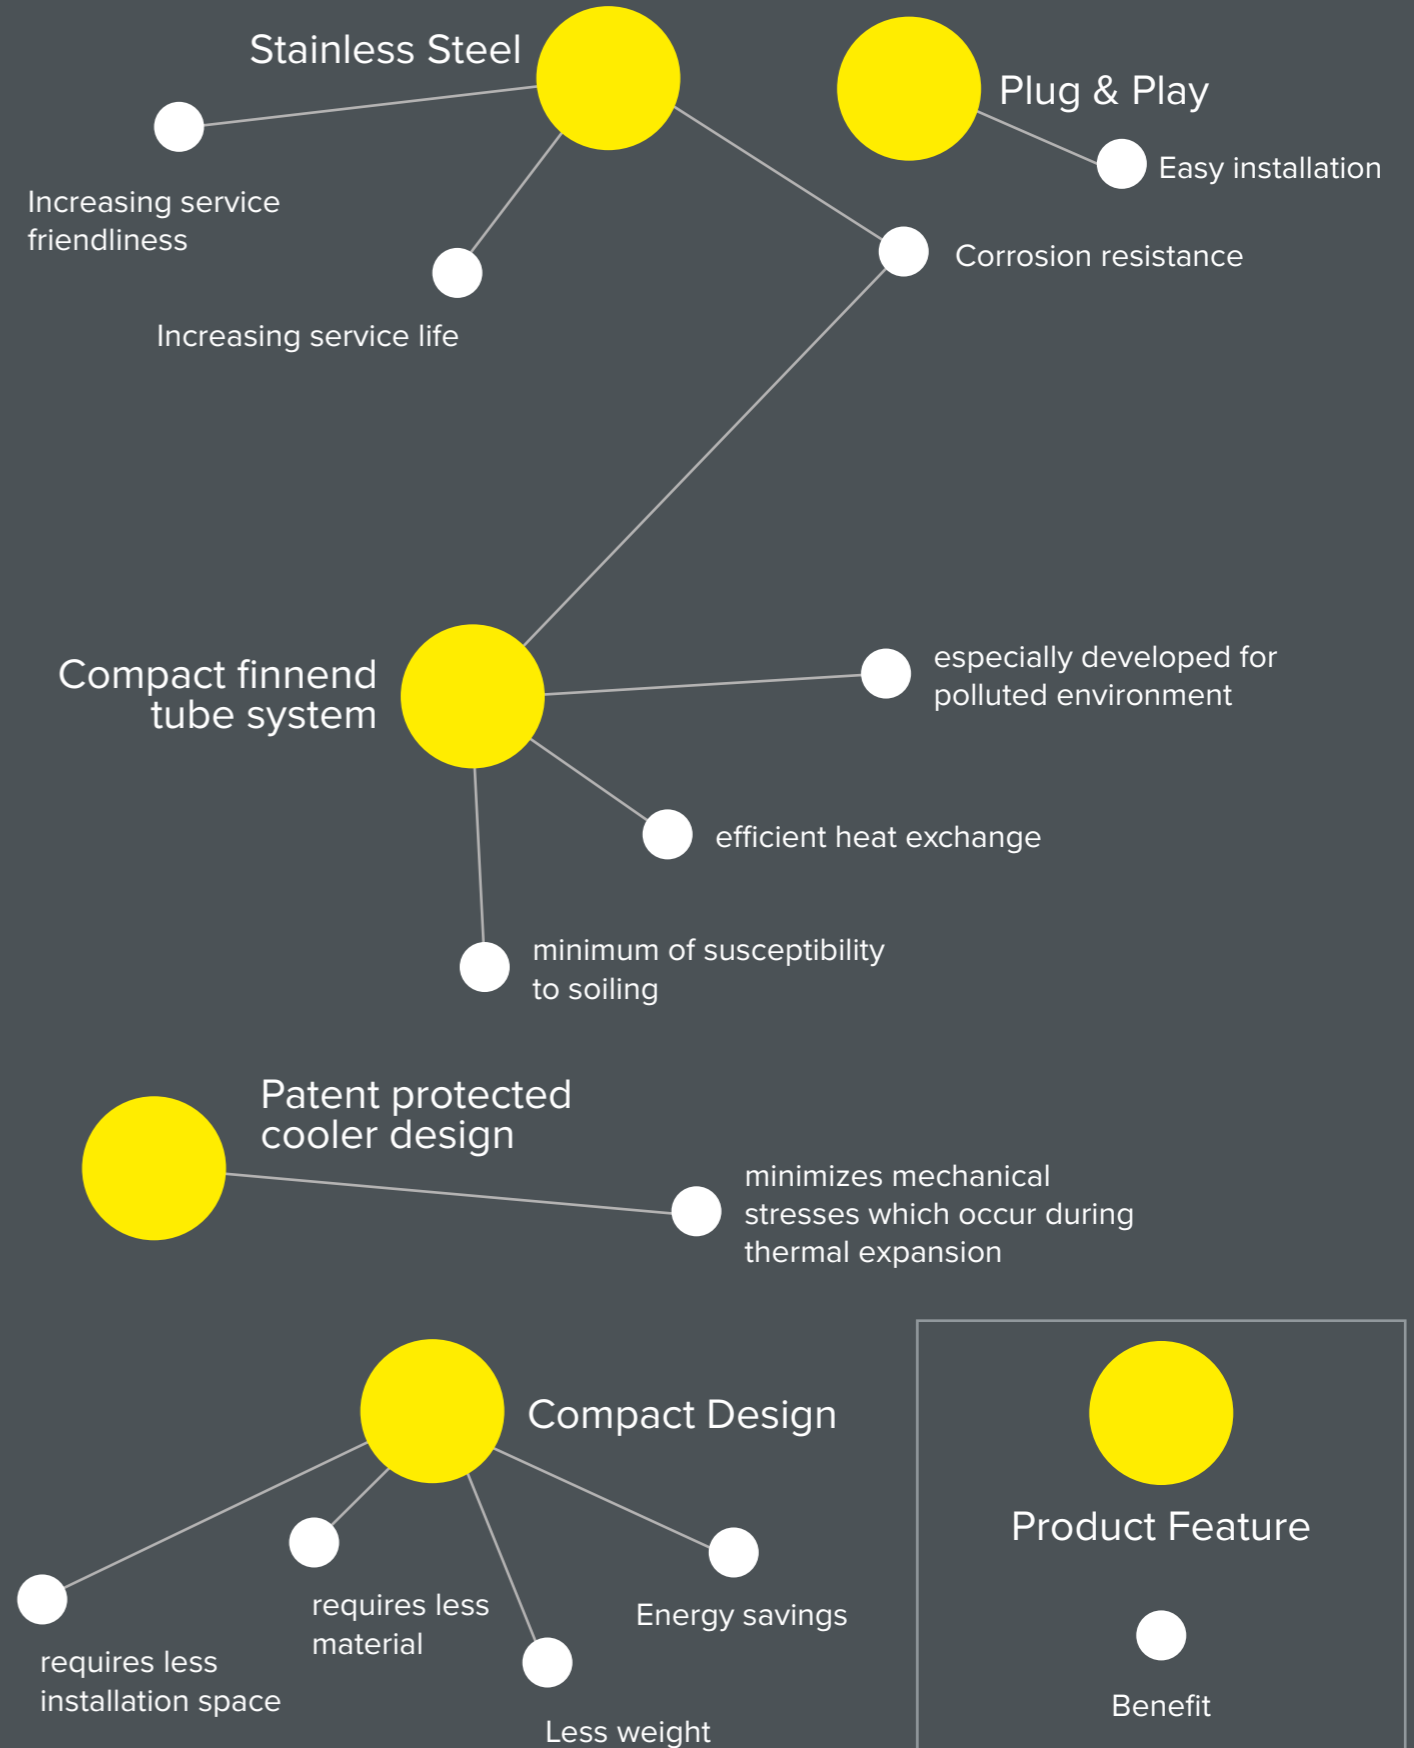 Stainless Steel
Plug & Play
Easy installation
Increasing service
friendliness
Corrosion resistance
Increasing service life
Compact finnend
tube system
especially developed for
polluted environment
efficient heat exchange
minimum of susceptibility
to soiling
Patent protected
cooler design
minimizes mechanical
stresses which occur during
thermal expansion
Compact Design
requires less
installation space
requires less
material
Less weight
Energy savings
Product Feature
Benefit